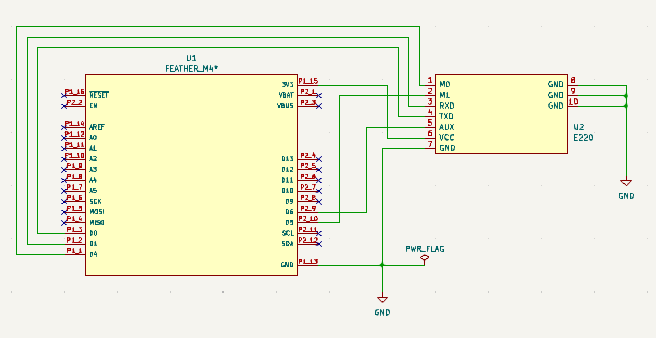 U1
FEATHER_M4*
P1_16 RESET
P2_2 EN
P1_14 AREF
P1_12 A0
P1_11 A1
P1_10 A2
P1_9 A3
P1_8 A4
P1_7 A5
P1_6 SCK
P1_5 MOSI
P1_4 MISO
P1_3 D0
P1_2 D1
P1_1 D4
3V3 P1_15
VBAT P2_1
VBUS P2_3
D13 P2_4
D12 P2_5
D11 P2_6
D10 P2_7
D9 P2_8
D6 P2_9
D5 P2_10
SCL P2_11
SDA P2_12
GND P1_13
1 M0
2 M1
3 RXD
4 TXD
5 AUX
6 VCC
7 GND
GND 8
GND 9
GND 10
U2
E220
GND
PWR_FLAG
GND